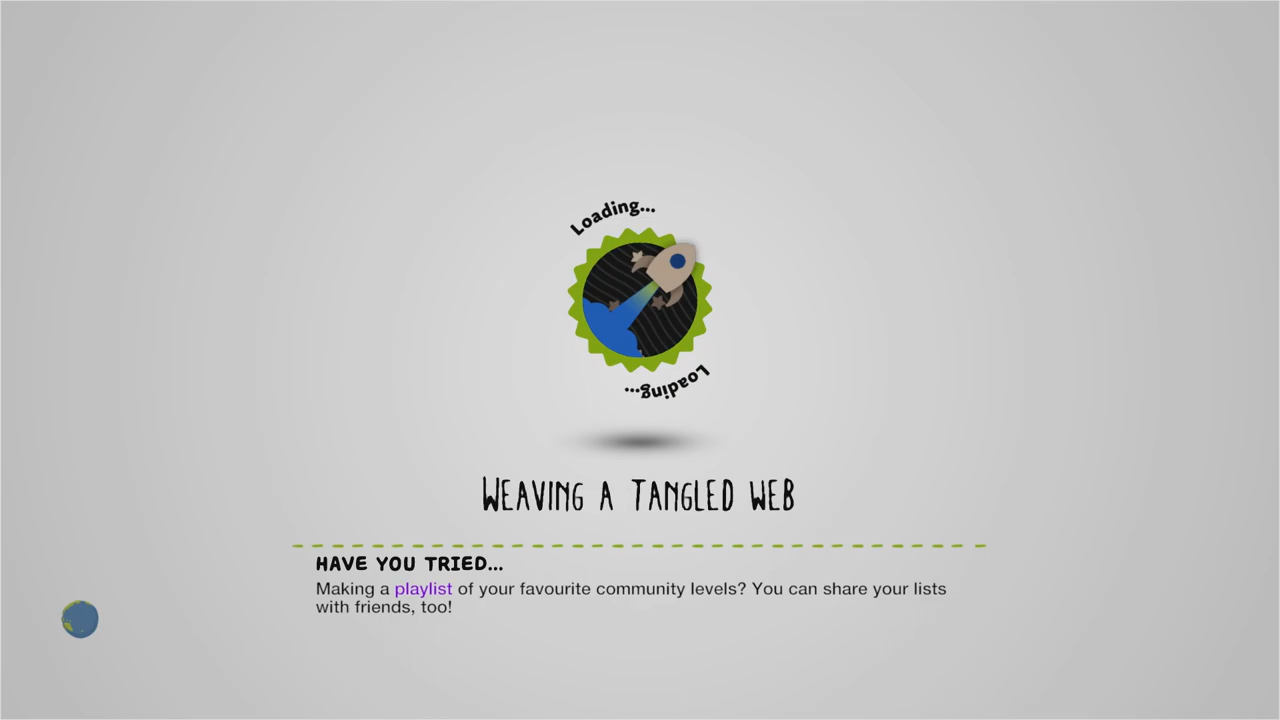 Loading...
Loading...
WEAVING A TANGLED WEB
HAVE YOU TRIED...
Making a playlist of your favourite community levels? You can share your lists
with friends, too!